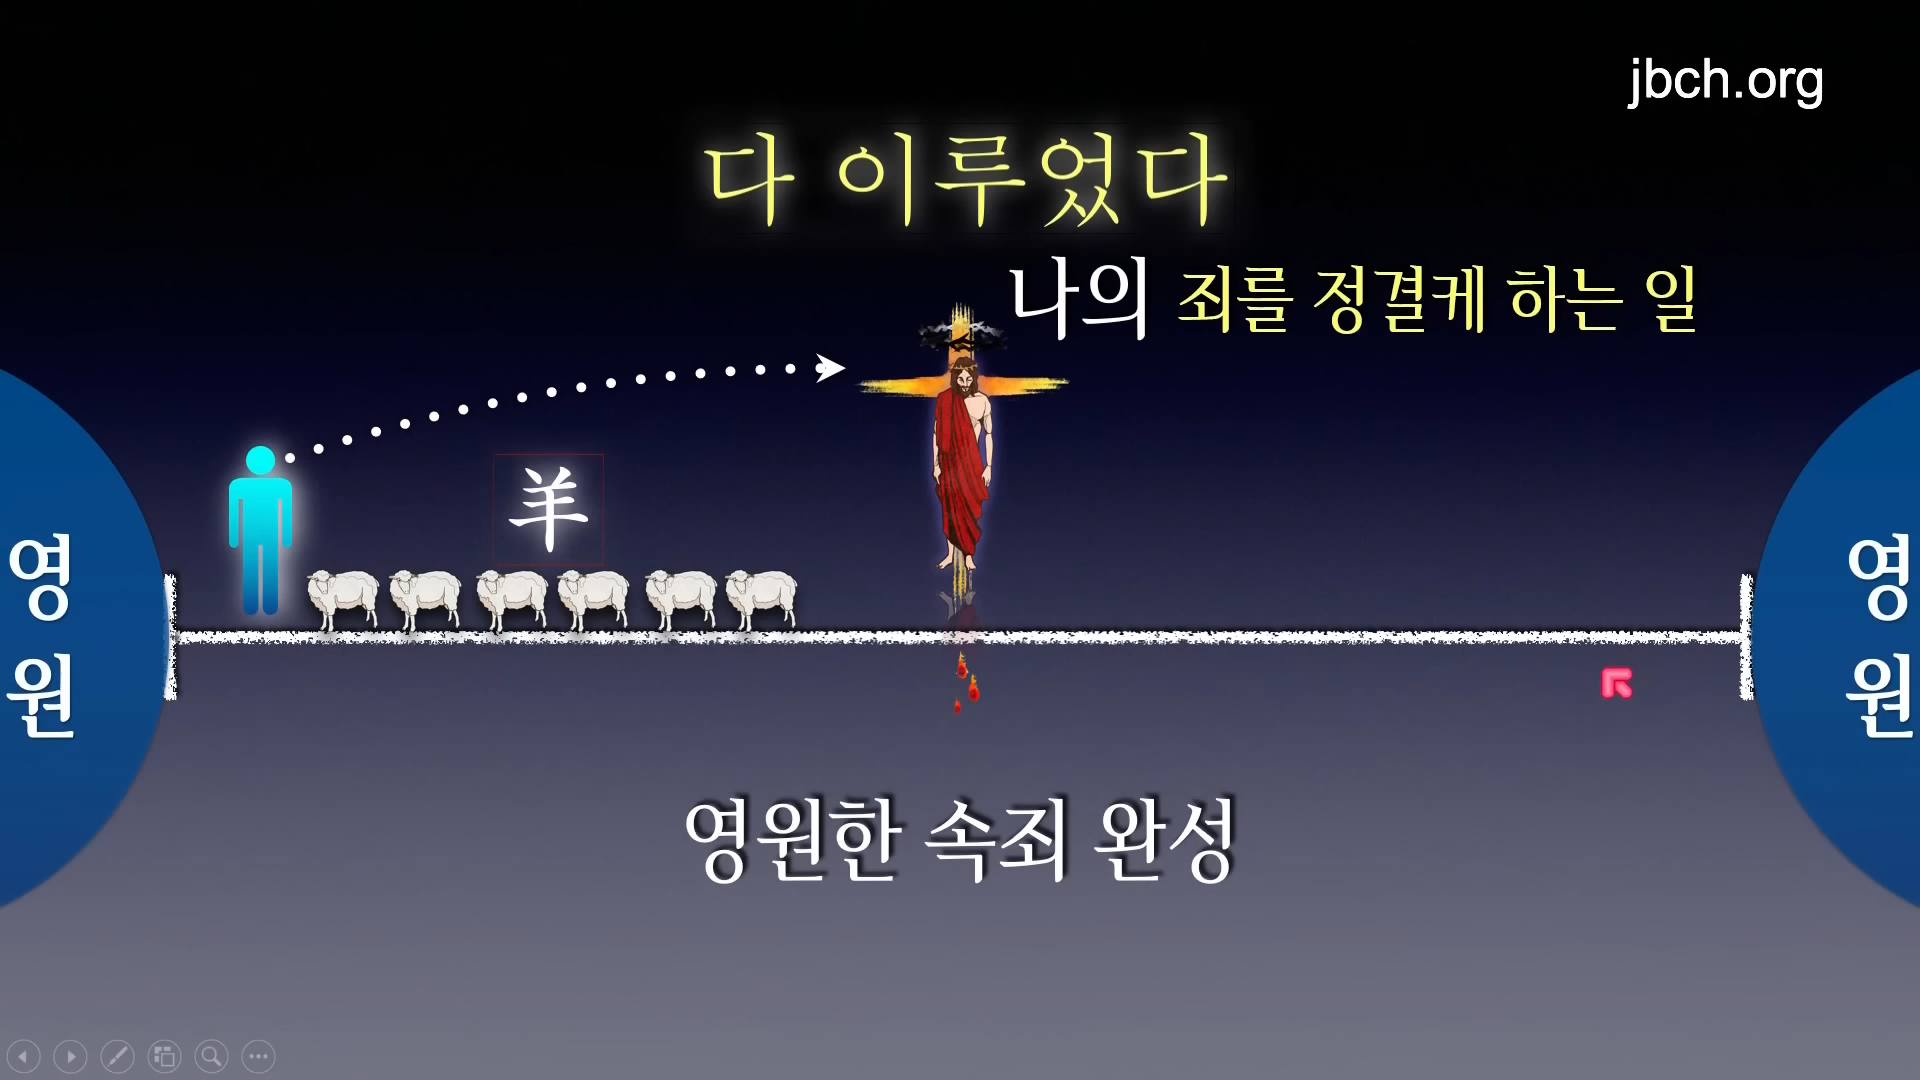 jbch.org
다 이루었다
나의 죄를 정결케 하는 일
羊
영원
영원
영원한 속죄 완성